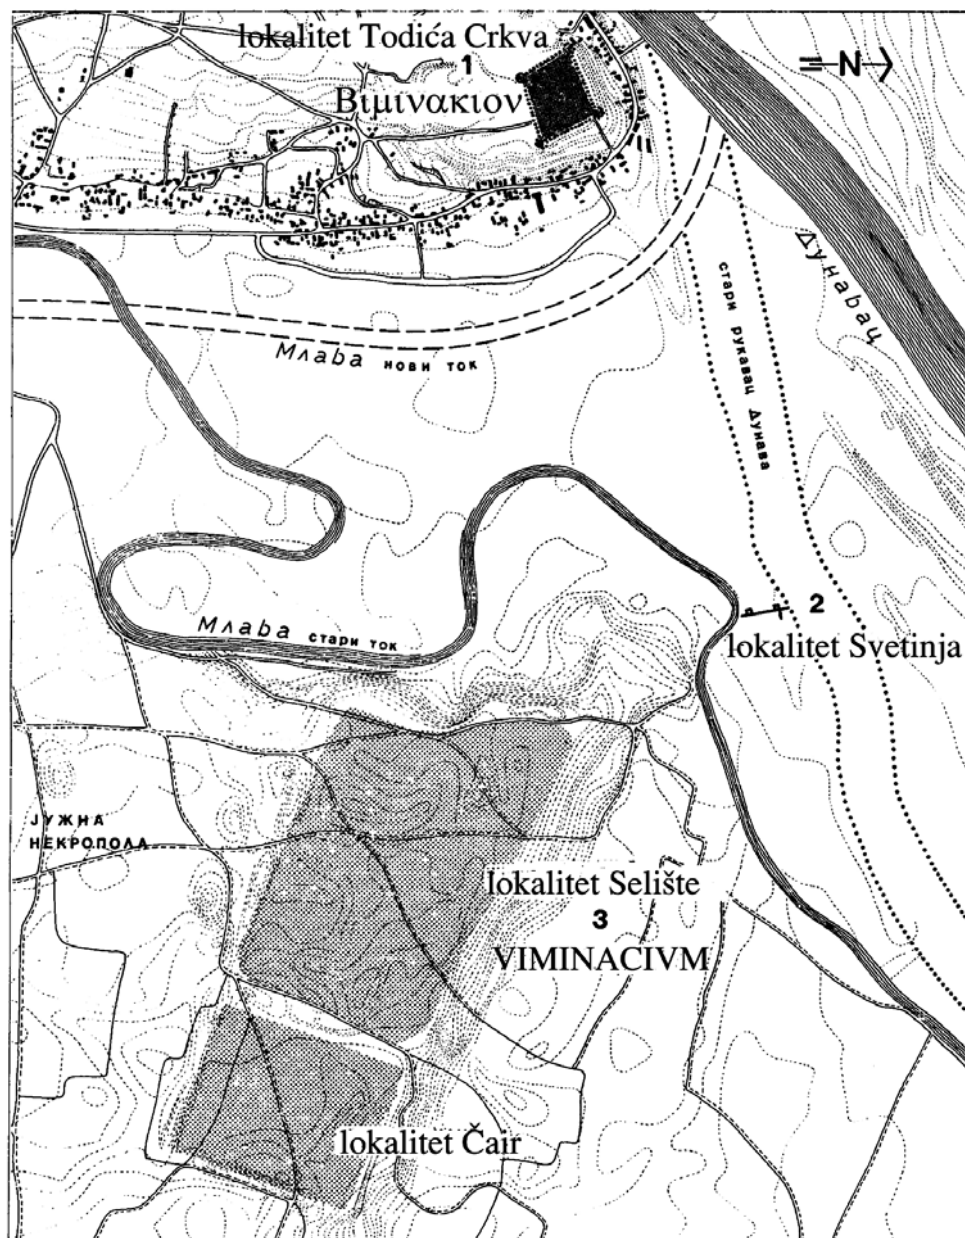 lokalitet Todića Crkva
1
Βιμινακιον
N
Дунавац
стари рукавац Дунава
Млава нови ток
2
lokalitet Svetinja
Млава стари ток
ЈУЖНА
НЕКРОПОЛА
lokalitet Selište
3
VIMINACIVM
lokalitet Čair